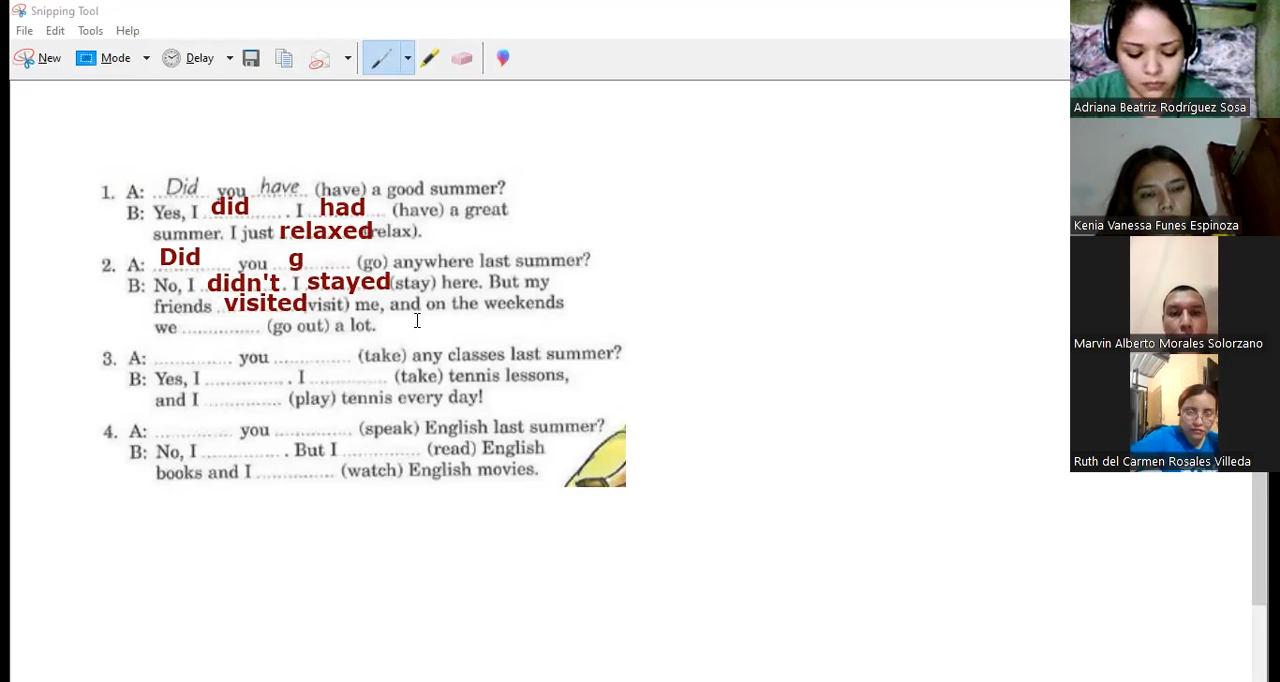 Snipping Tool
File Edit Tools Help
New Mode Delay
Adriana Beatriz Rodríguez Sosa
Kenia Vanessa Funes Espinoza
Marvin Alberto Morales Solorzano
Ruth del Carmen Rosales Villeda
1. A: Did you have (have) a good summer?
B: Yes, I did . I had (have) a great
summer. I just relaxed relax).
2. A: Did you g (go) anywhere last summer?
B: No, I didn't . I stayed (stay) here. But my
friends visited visit) me, and on the weekends
we .............. (go out) a lot.
3. A: .............. you .............. (take) any classes last summer?
B: Yes, I .............. . I .............. (take) tennis lessons,
and I .............. (play) tennis every day!
4. A: .............. you .............. (speak) English last summer?
B: No, I .............. . But I .............. (read) English
books and I .............. (watch) English movies.